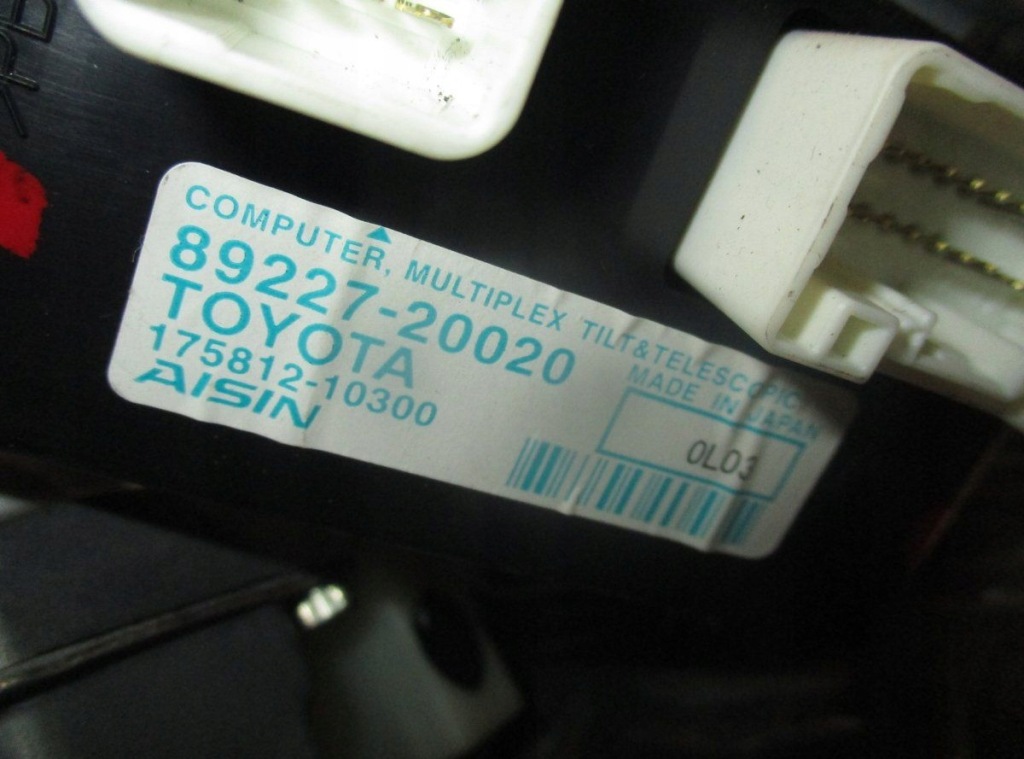 COMPUTER, MULTIPLEX TILT&TELESCOPIC
89227-20020
TOYOTA
MADE IN JAPAN
175812-10300
0L03
AISIN